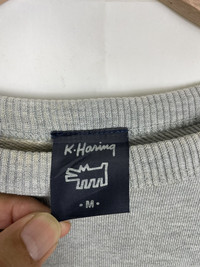 K. Haring
• M •